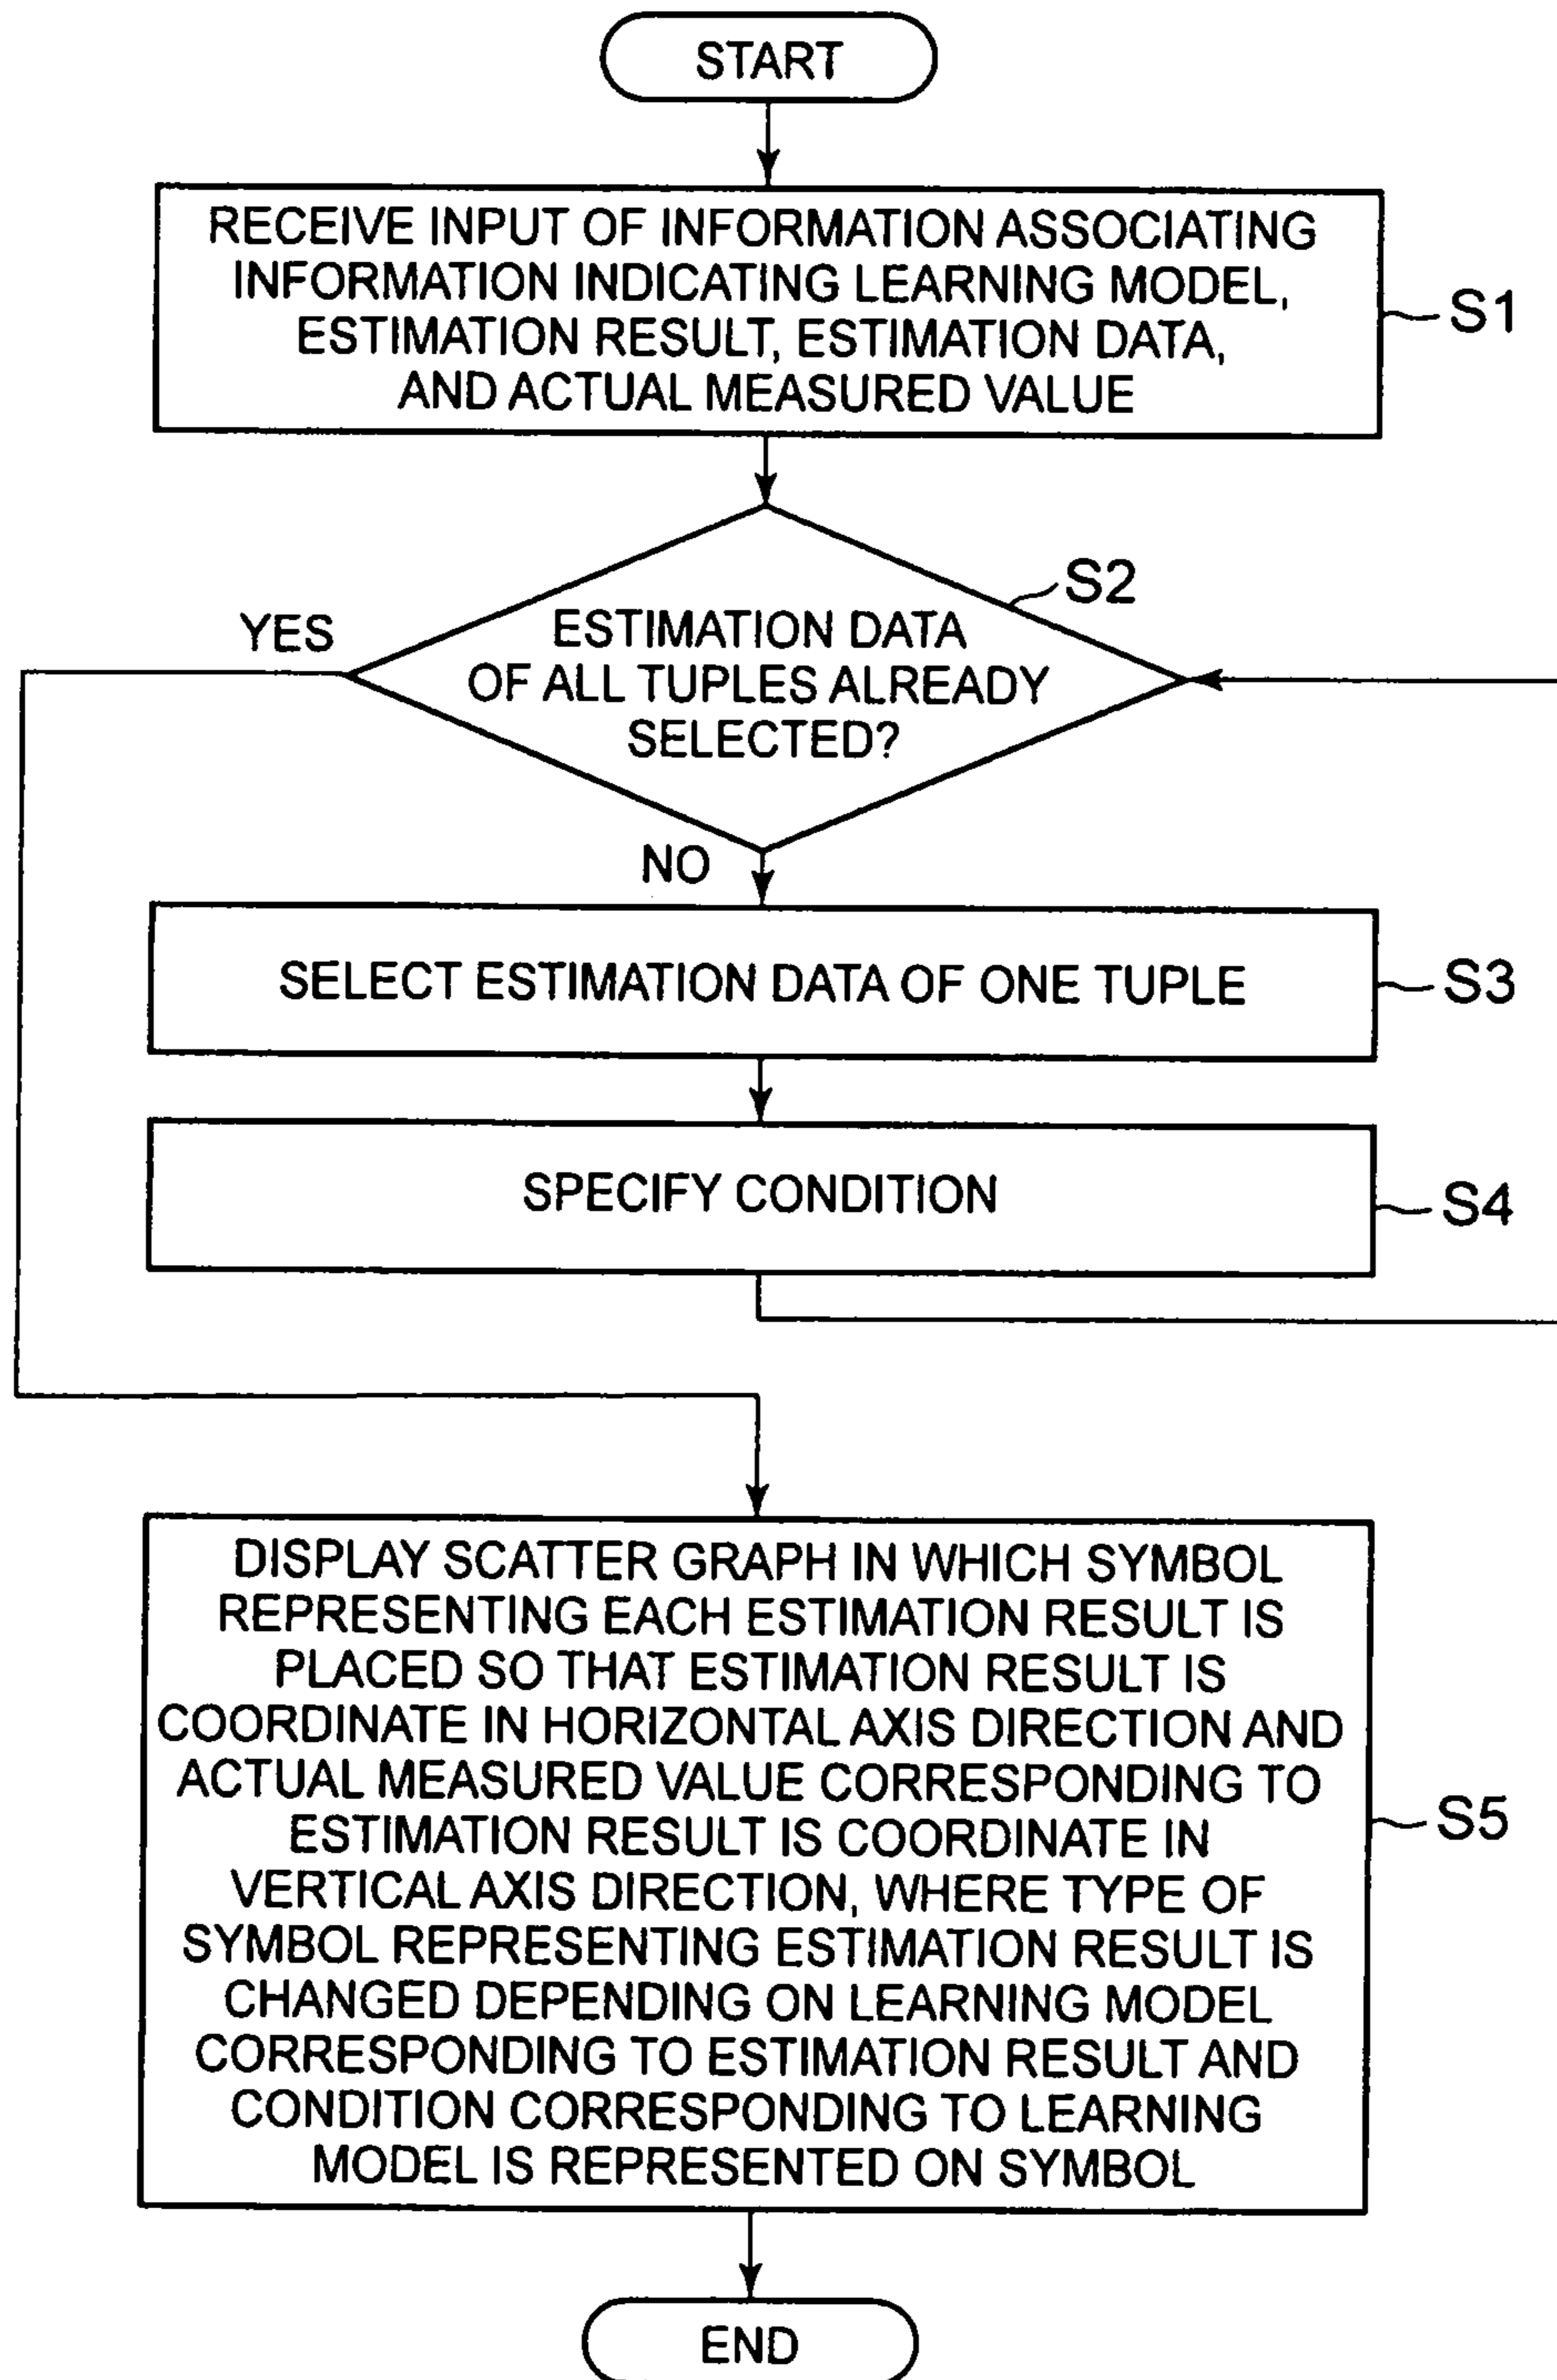 START
RECEIVE INPUT OF INFORMATION ASSOCIATING
INFORMATION INDICATING LEARNING MODEL,
ESTIMATION RESULT, ESTIMATION DATA,
AND ACTUAL MEASURED VALUE
S1
S2
YES
ESTIMATION DATA
OF ALL TUPLES ALREADY
SELECTED?
NO
SELECT ESTIMATION DATA OF ONE TUPLE
S3
SPECIFY CONDITION
S4
DISPLAY SCATTER GRAPH IN WHICH SYMBOL
REPRESENTING EACH ESTIMATION RESULT IS
PLACED SO THAT ESTIMATION RESULT IS
COORDINATE IN HORIZONTAL AXIS DIRECTION AND
ACTUAL MEASURED VALUE CORRESPONDING TO
ESTIMATION RESULT IS COORDINATE IN
VERTICAL AXIS DIRECTION, WHERE TYPE OF
SYMBOL REPRESENTING ESTIMATION RESULT IS
CHANGED DEPENDING ON LEARNING MODEL
CORRESPONDING TO ESTIMATION RESULT AND
CONDITION CORRESPONDING TO LEARNING
MODEL IS REPRESENTED ON SYMBOL
S5
END